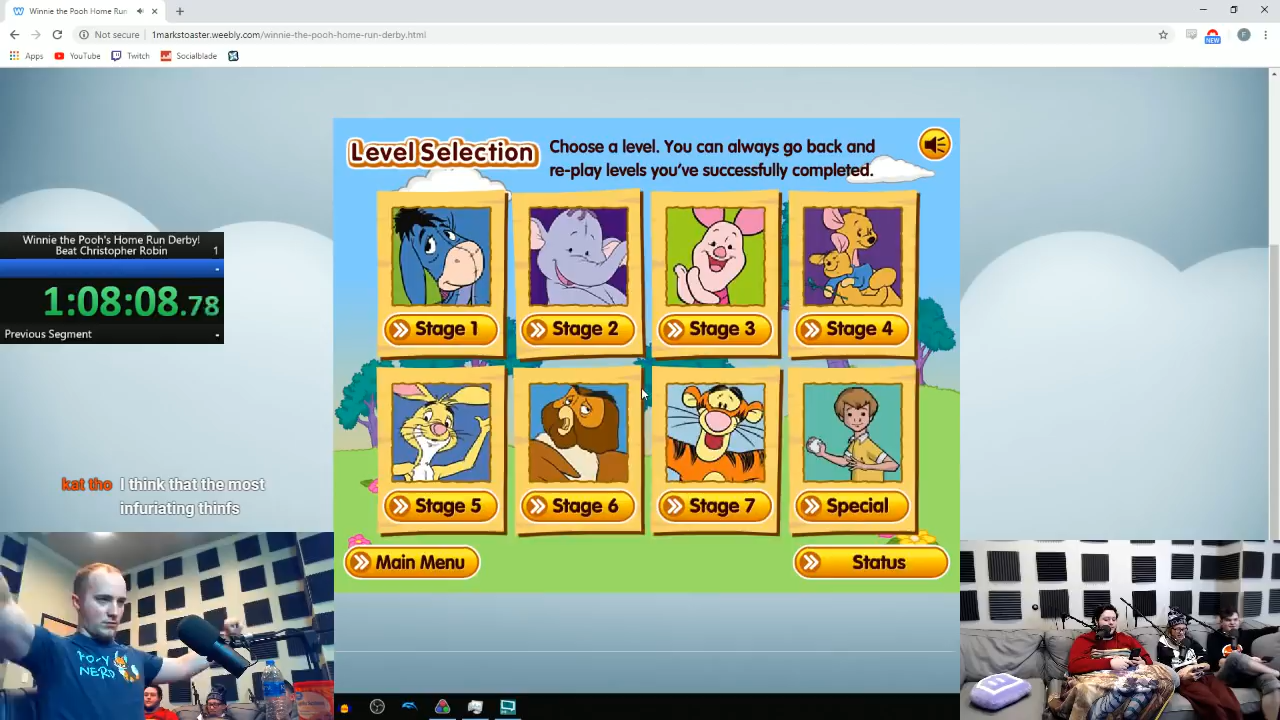 Winnie the Pooh Home Run
Not secure
1markstoaster.weebly.com/winnie-the-pooh-home-run-derby.html
F
Apps
YouTube
Twitch
Socialblade
NEW
Level Selection
Choose a level. You can always go back and
re-play levels you've successfully completed.
Winnie the Pooh's Home Run Derby!
Beat Christopher Robin 1
-
1:08:08.78
Previous Segment -
Stage 1
Stage 2
Stage 3
Stage 4
Stage 5
Stage 6
Stage 7
Special
Main Menu
Status
kat tho I think that the most
infuriating thinfs
FOXY
NERD